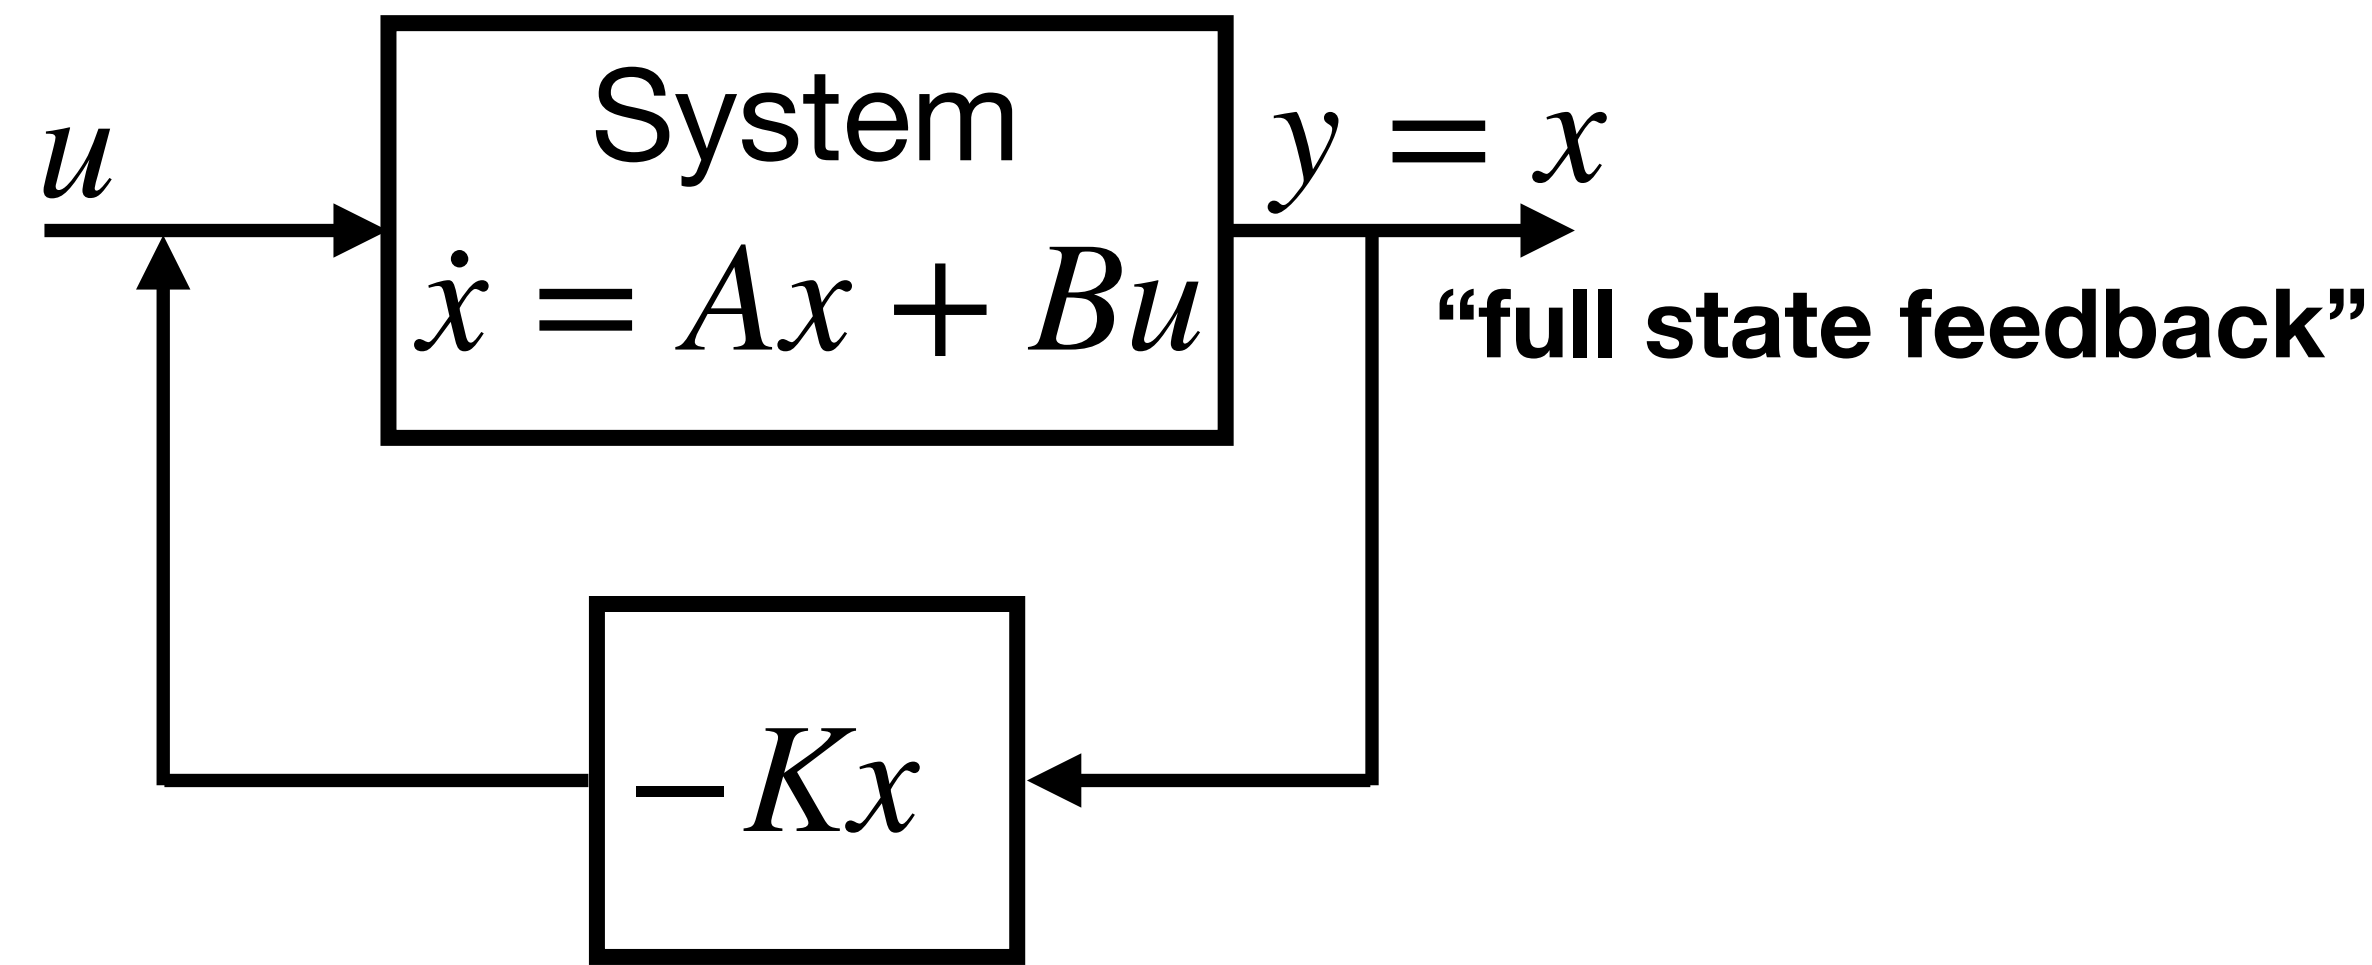 u
System
ẋ = Ax + Bu
y = x
“full state feedback”
−Kx